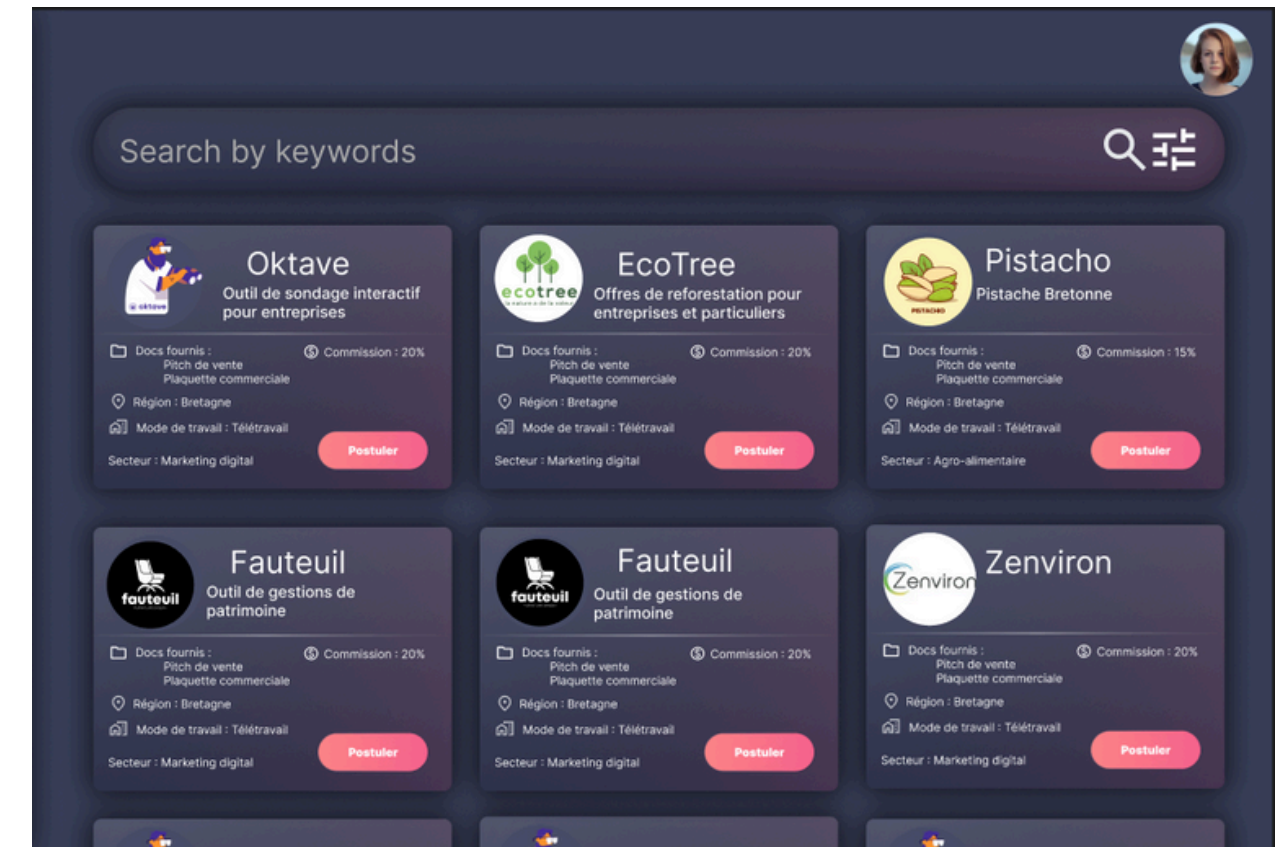 Search by keywords
oktave
Oktave
Outil de sondage interactif
pour entreprises
Docs fournis :
Pitch de vente
Plaquette commerciale
Commission : 20%
Région : Bretagne
Mode de travail : Télétravail
Secteur : Marketing digital
Postuler
ecotree
EcoTree
Offres de reforestation pour
entreprises et particuliers
Docs fournis :
Pitch de vente
Plaquette commerciale
Commission : 20%
Région : Bretagne
Mode de travail : Télétravail
Secteur : Marketing digital
Postuler
PISTACHO
Pistacho
Pistache Bretonne
Docs fournis :
Pitch de vente
Plaquette commerciale
Commission : 15%
Région : Bretagne
Mode de travail : Télétravail
Secteur : Agro-alimentaire
Postuler
fauteuil
Fauteuil
Outil de gestions de
patrimoine
Docs fournis :
Pitch de vente
Plaquette commerciale
Commission : 20%
Région : Bretagne
Mode de travail : Télétravail
Secteur : Marketing digital
Postuler
fauteuil
Fauteuil
Outil de gestions de
patrimoine
Docs fournis :
Pitch de vente
Plaquette commerciale
Commission : 20%
Région : Bretagne
Mode de travail : Télétravail
Secteur : Marketing digital
Postuler
Zenviron
Zenviron
Docs fournis :
Pitch de vente
Plaquette commerciale
Commission : 20%
Région : Bretagne
Mode de travail : Télétravail
Secteur : Marketing digital
Postuler